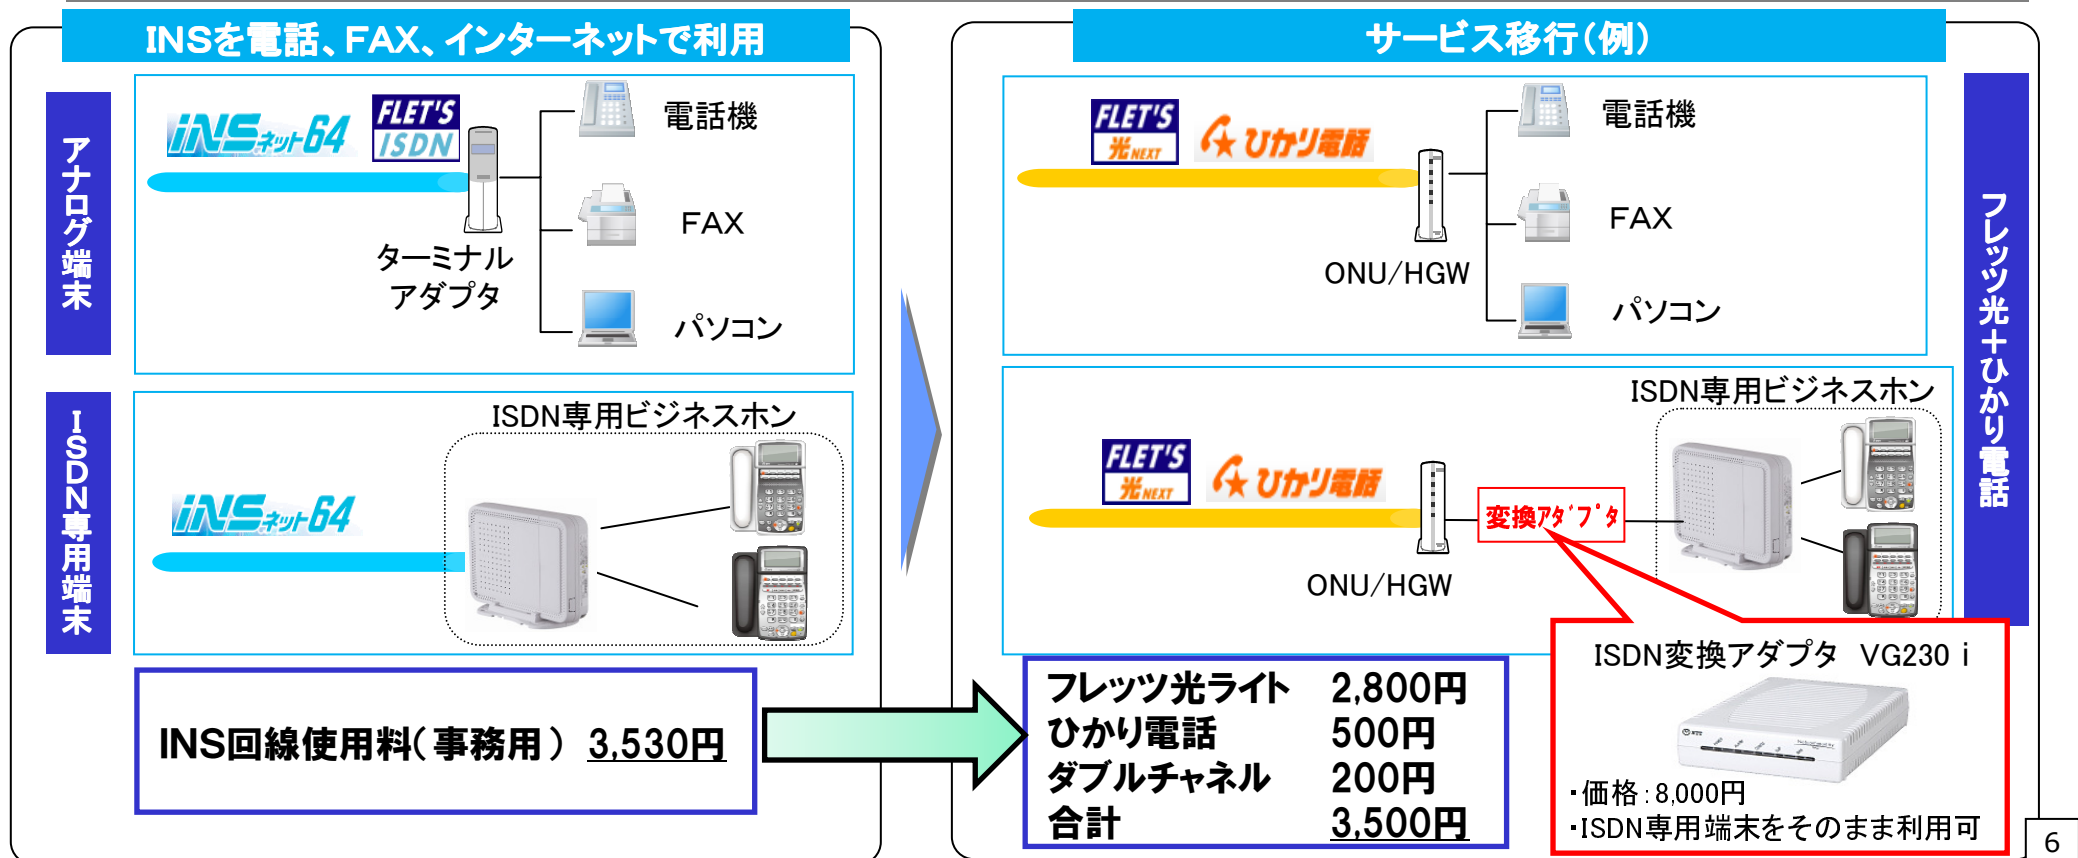 INSを電話、FAX、インターネットで利用
アナログ端末
INSネット64
FLET'S
ISDN
電話機
FAX
ターミナル
アダプタ
パソコン
ISDN専用端末
ISDN専用ビジネスホン
INSネット64
INS回線使用料(事務用) 3,530円
サービス移行(例)
フレッツ光+ひかり電話
FLET'S
光NEXT
ひかり電話
電話機
FAX
ONU/HGW
パソコン
ISDN専用ビジネスホン
FLET'S
光NEXT
ひかり電話
変換アダプタ
ONU/HGW
フレッツ光ライト 2,800円
ひかり電話 500円
ダブルチャネル 200円
合計 3,500円
ISDN変換アダプタ VG230 i
・価格:8,000円
・ISDN専用端末をそのまま利用可
6